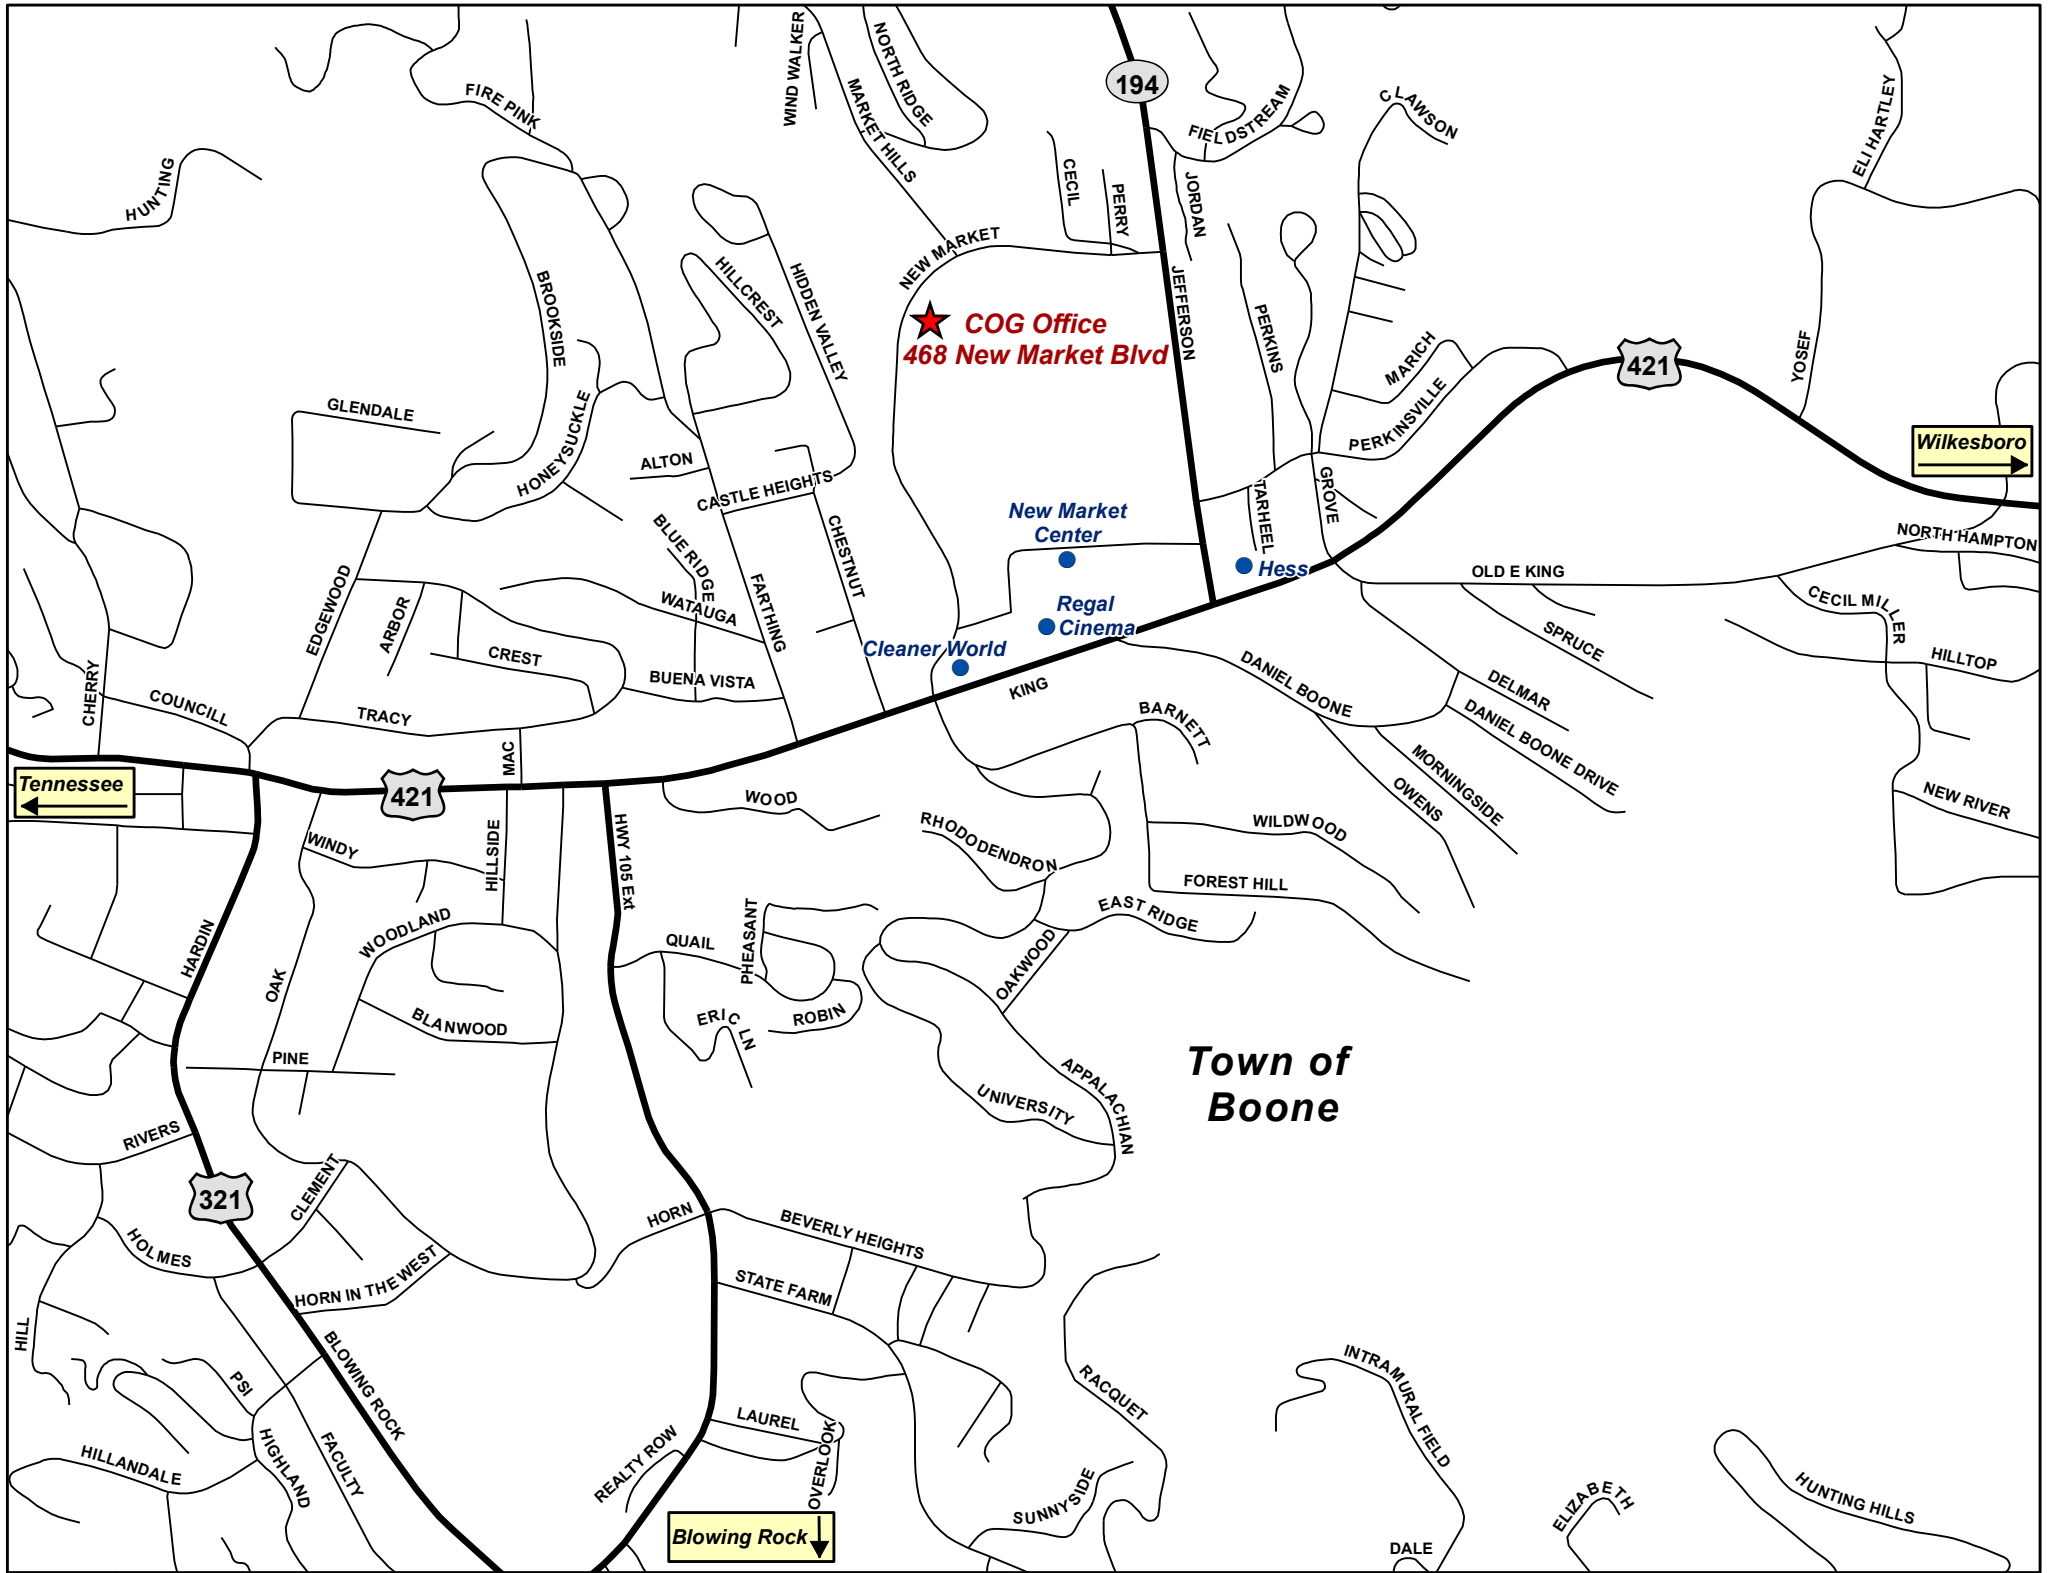 WIND WALKER
NORTH RIDGE
MARKET HILLS
194
FIRE PINK
FIELDSTREAM
CLAWSON
ELI HARTLEY
HUNTING
CECIL
PERRY
JORDAN
NEW MARKET
BROOKSIDE
HILLCREST
HIDDEN VALLEY
JEFFERSON
PERKINS
COG Office
468 New Market Blvd
MARICH
421
YOSEF
GLENDALE
HONEYSUCKLE
PERKINSVILLE
Wilkesboro
ALTON
CASTLE HEIGHTS
GROVE
TARHEEL
New Market
Center
BLUE RIDGE
CHESTNUT
NORTH HAMPTON
Hess
OLD E KING
EDGEWOOD
ARBOR
WATAUGA
FARTHING
Regal
Cinema
CECIL MILLER
SPRUCE
Cleaner World
CREST
BUENA VISTA
KING
DANIEL BOONE
DELMAR
HILLTOP
CHERRY
COUNCILL
TRACY
BARNETT
DANIEL BOONE DRIVE
MAC
Tennessee
421
MORNINGSIDE
OWENS
WOOD
NEW RIVER
WINDY
HILLSIDE
HWY 105 Ext
RHODODENDRON
WILDWOOD
FOREST HILL
HARDIN
WOODLAND
QUAIL
PHEASANT
EAST RIDGE
OAK
OAKWOOD
BLANWOOD
ERIC LN
ROBIN
PINE
APPALACHIAN
Town of
Boone
UNIVERSITY
RIVERS
CLEMENT
321
HORN
BEVERLY HEIGHTS
HOLMES
HORN IN THE WEST
STATE FARM
HILL
BLOWING ROCK
PSI
RACQUET
INTRAMURAL FIELD
LAUREL
HIGHLAND
FACULTY
REALTY ROW
OVERLOOK
HILLANDALE
SUNNYSIDE
ELIZABETH
HUNTING HILLS
Blowing Rock
DALE